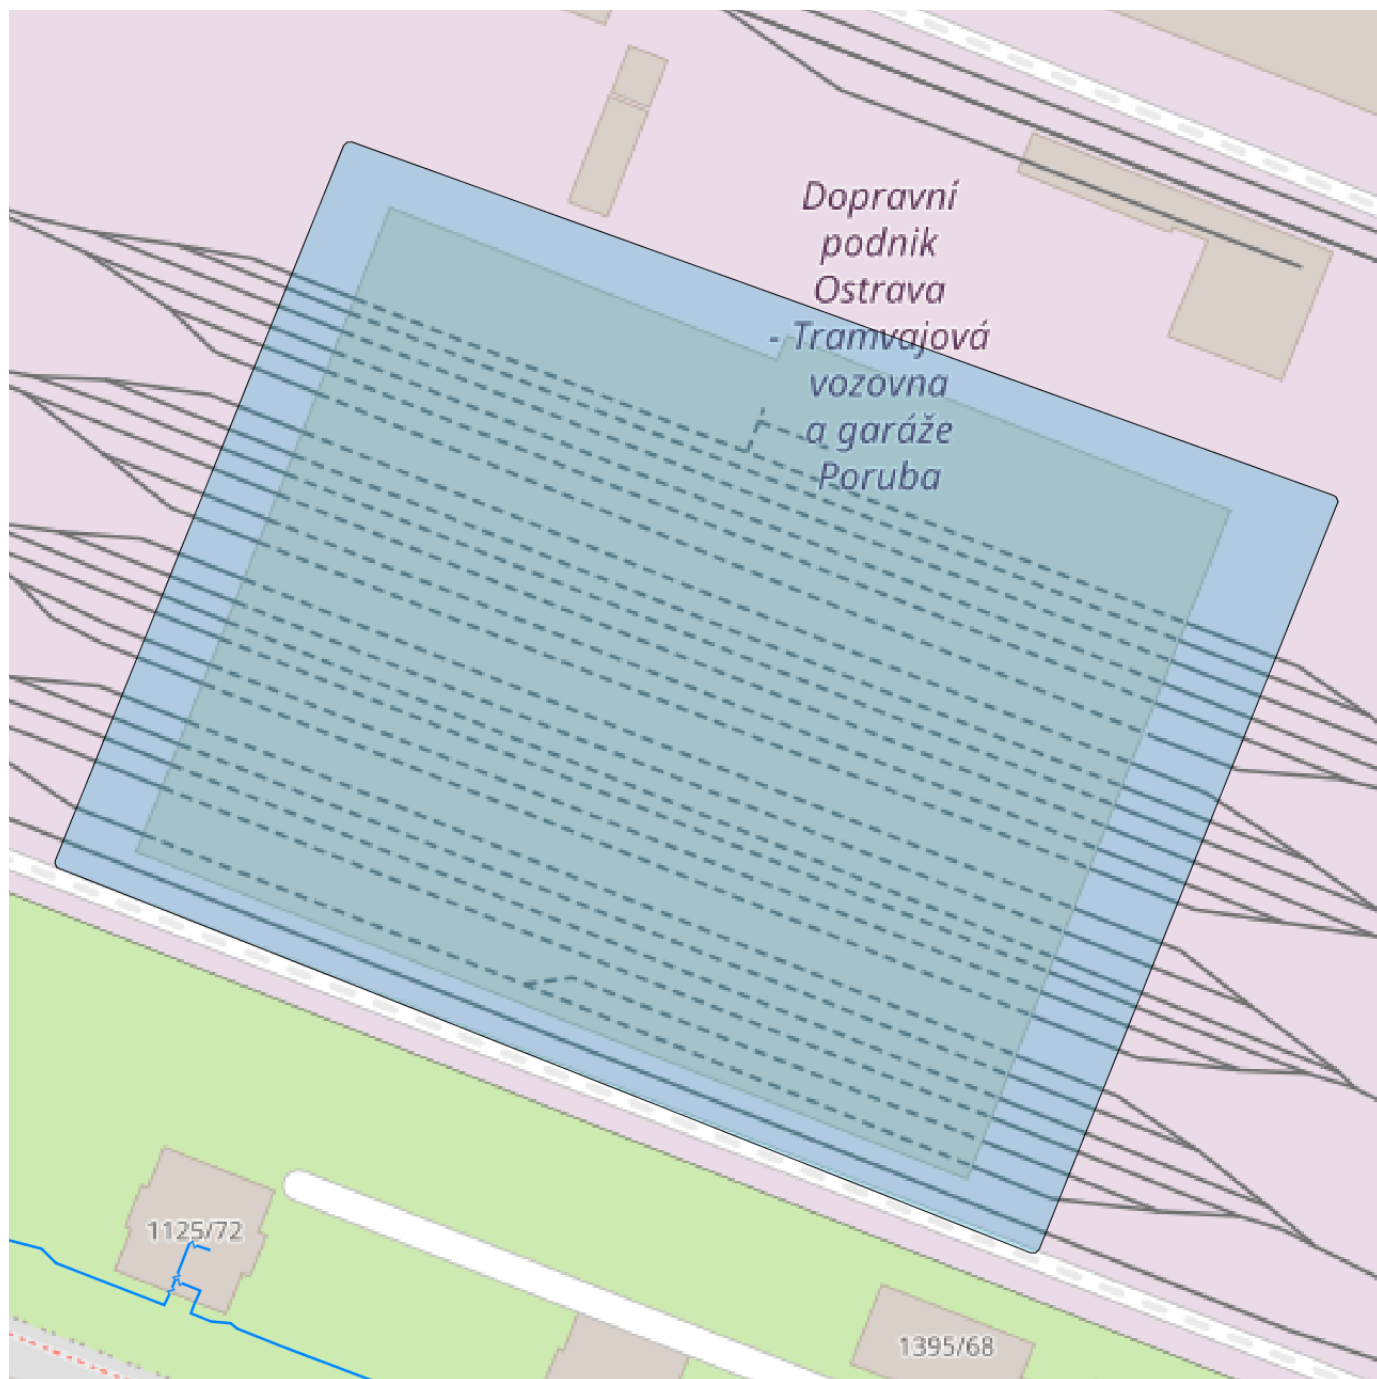 Dopravní
podnik
Ostrava
- Tramvajová
vozovna
a garáže
Poruba
1125/72
1395/68